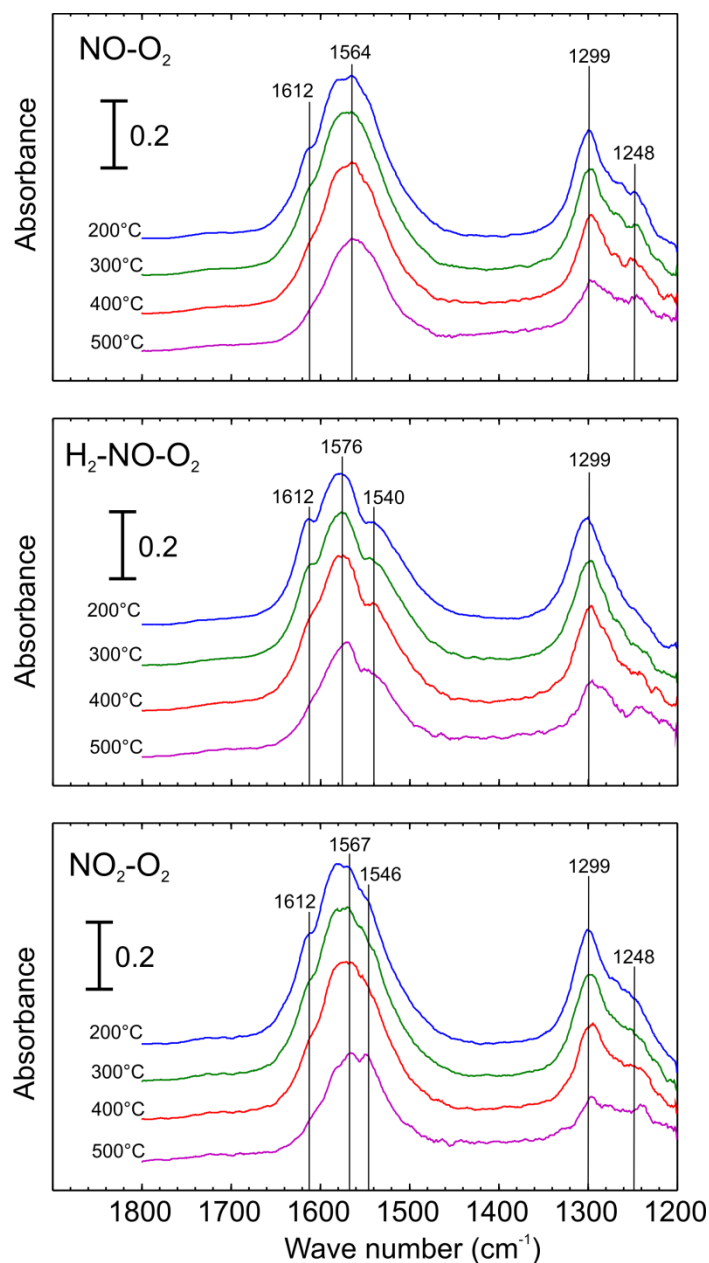 NO-O₂
1564
1612
1299
1248
0.2
200°C
300°C
400°C
500°C
Absorbance
H₂-NO-O₂
1576
1612
1540
1299
0.2
200°C
300°C
400°C
500°C
Absorbance
NO₂-O₂
1567
1612
1546
1299
1248
0.2
200°C
300°C
400°C
500°C
Absorbance
1800 1700 1600 1500 1400 1300 1200
Wave number (cm⁻¹)